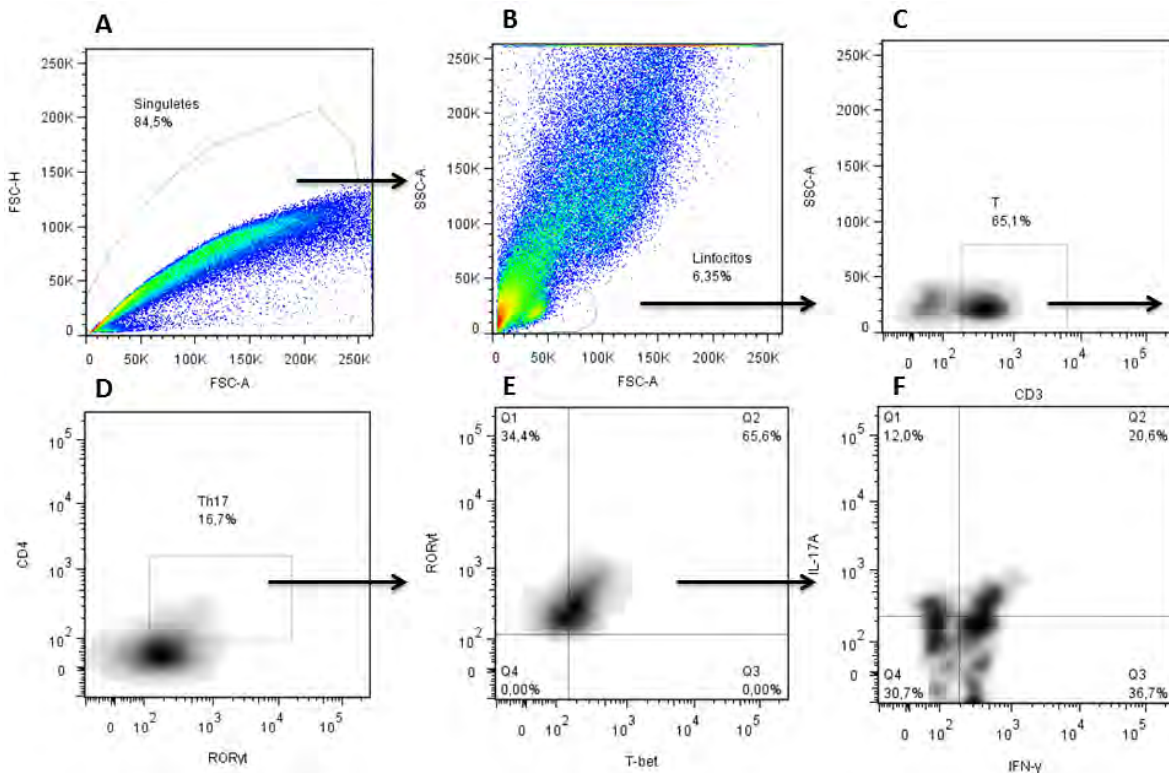 A
B
C
250K
200K
150K
100K
50K
0
FSC-H
Singuletes
84,5%
0 50K 100K 150K 200K 250K
FSC-A
250K
200K
150K
100K
50K
0
SSC-A
Linfocitos
6,35%
0 50K 100K 150K 200K 250K
FSC-A
250K
200K
150K
100K
50K
0
SSC-A
T
65,1%
0 10² 10³ 10⁴ 10⁵
CD3
D
E
F
10⁵
10⁴
10³
10²
0
CD4
Th17
16,7%
0 10² 10³ 10⁴ 10⁵
RORγt
Q1
34,4%
Q2
65,6%
10⁵
10⁴
10³
10²
0
RORγt
Q4
0,00%
Q3
0,00%
0 10² 10³ 10⁴ 10⁵
T-bet
Q1
12,0%
Q2
20,6%
10⁵
10⁴
10³
10²
0
IL-17A
Q4
30,7%
Q3
36,7%
0 10² 10³ 10⁴ 10⁵
IFN-γ